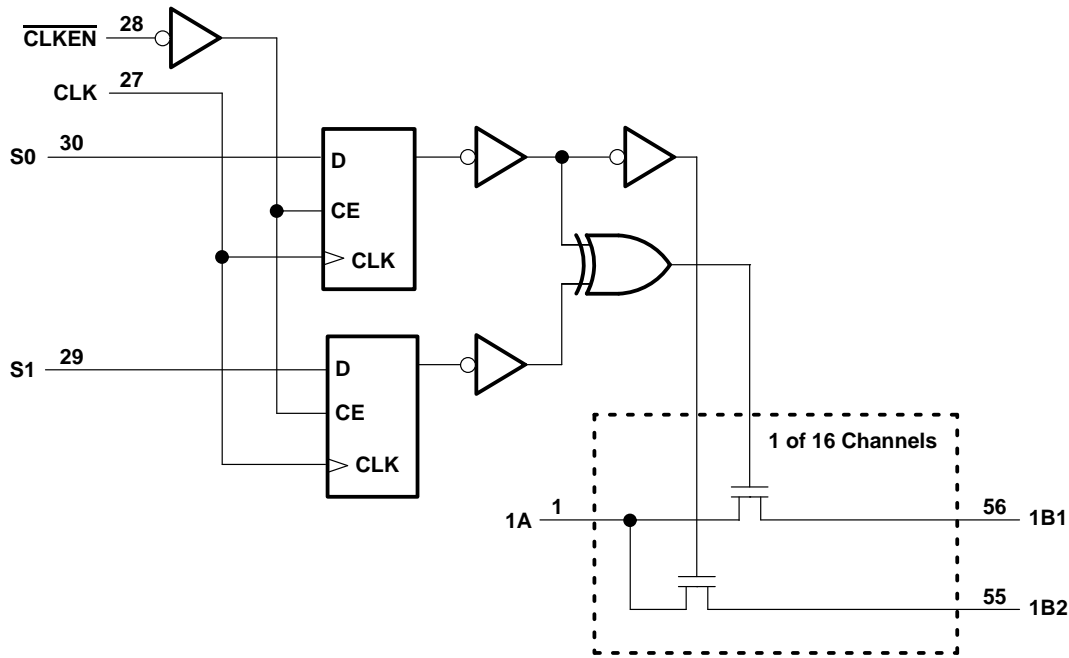 CLKEN 28
CLK 27
S0 30
D
CE
CLK
S1 29
D
CE
CLK
1 of 16 Channels
1A 1
56 1B1
55 1B2